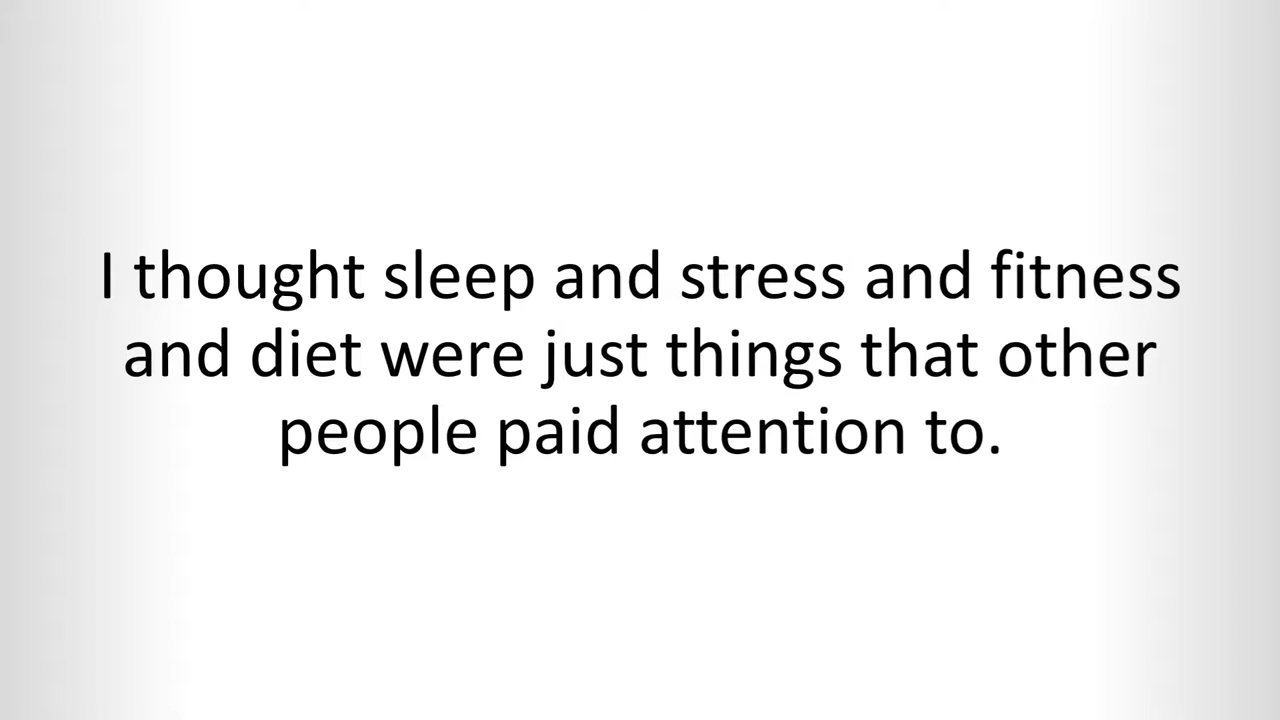 I thought sleep and stress and fitness
and diet were just things that other
people paid attention to.